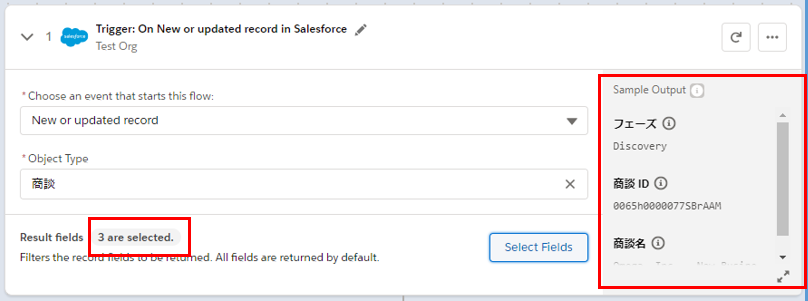 1 salesforce Trigger: On New or updated record in Salesforce
Test Org
*Choose an event that starts this flow:
New or updated record
*Object Type
商談
Result fields 3 are selected.
Filters the record fields to be returned. All fields are returned by default.
Select Fields
Sample Output
フェーズ
Discovery
商談 ID
0065h0000077SBrAAM
商談名